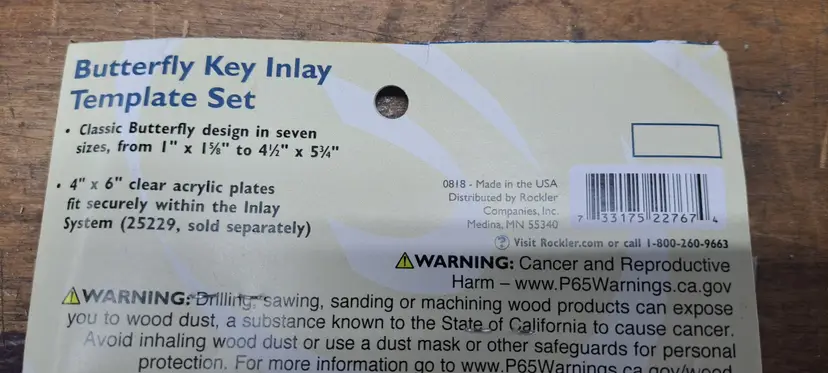 Butterfly Key Inlay
Template Set
• Classic Butterfly design in seven
sizes, from 1" x 1⅝" to 4½" x 5¾"
• 4" x 6" clear acrylic plates
fit securely within the Inlay
System (25229, sold separately)
0818 - Made in the USA
Distributed by Rockler
Companies, Inc.
Medina, MN 55340
7 33175 22767 4
Visit Rockler.com or call 1-800-260-9663
WARNING: Cancer and Reproductive
Harm – www.P65Warnings.ca.gov
WARNING: Drilling, sawing, sanding or machining wood products can expose
you to wood dust, a substance known to the State of California to cause cancer.
Avoid inhaling wood dust or use a dust mask or other safeguards for personal
protection. For more information go to www.P65Warnings.ca.gov/wood